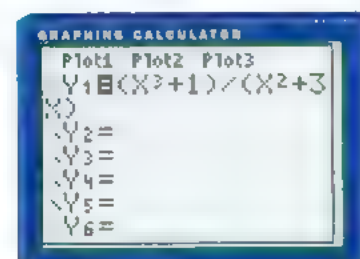 GRAPHING CALCULATOR
Plot1 Plot2 Plot3
Y₁=(X³+1)/(X²+3
X)
\Y₂=
\Y₃=
\Y₄=
\Y₅=
Y₆=